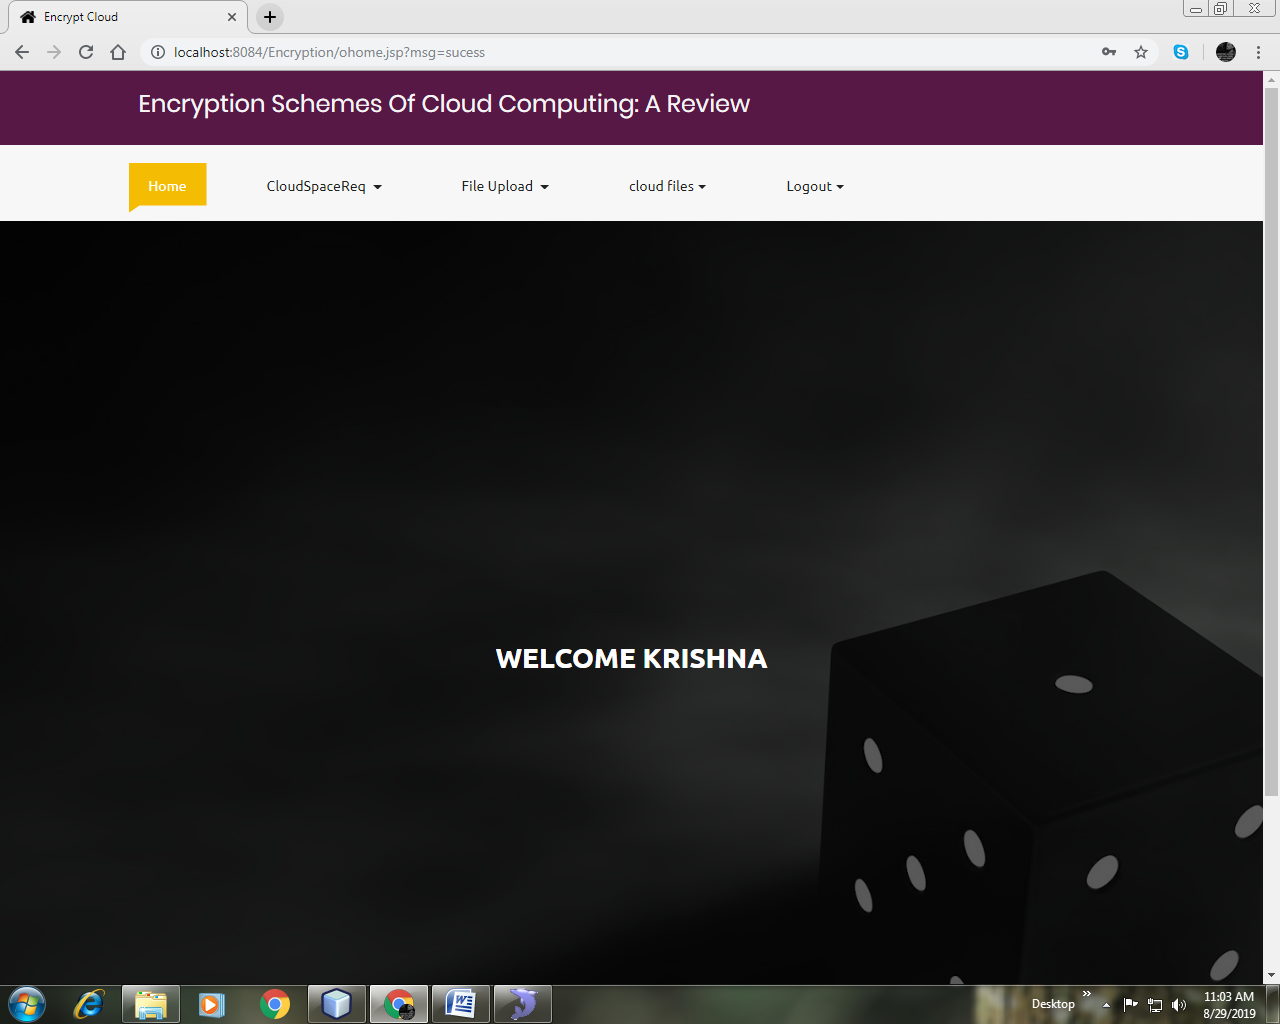 Encrypt Cloud
localhost:8084/Encryption/ohome.jsp?msg=sucess
Encryption Schemes Of Cloud Computing: A Review
Home CloudSpaceReq File Upload cloud files Logout
WELCOME KRISHNA
Desktop
11:03 AM
8/29/2019